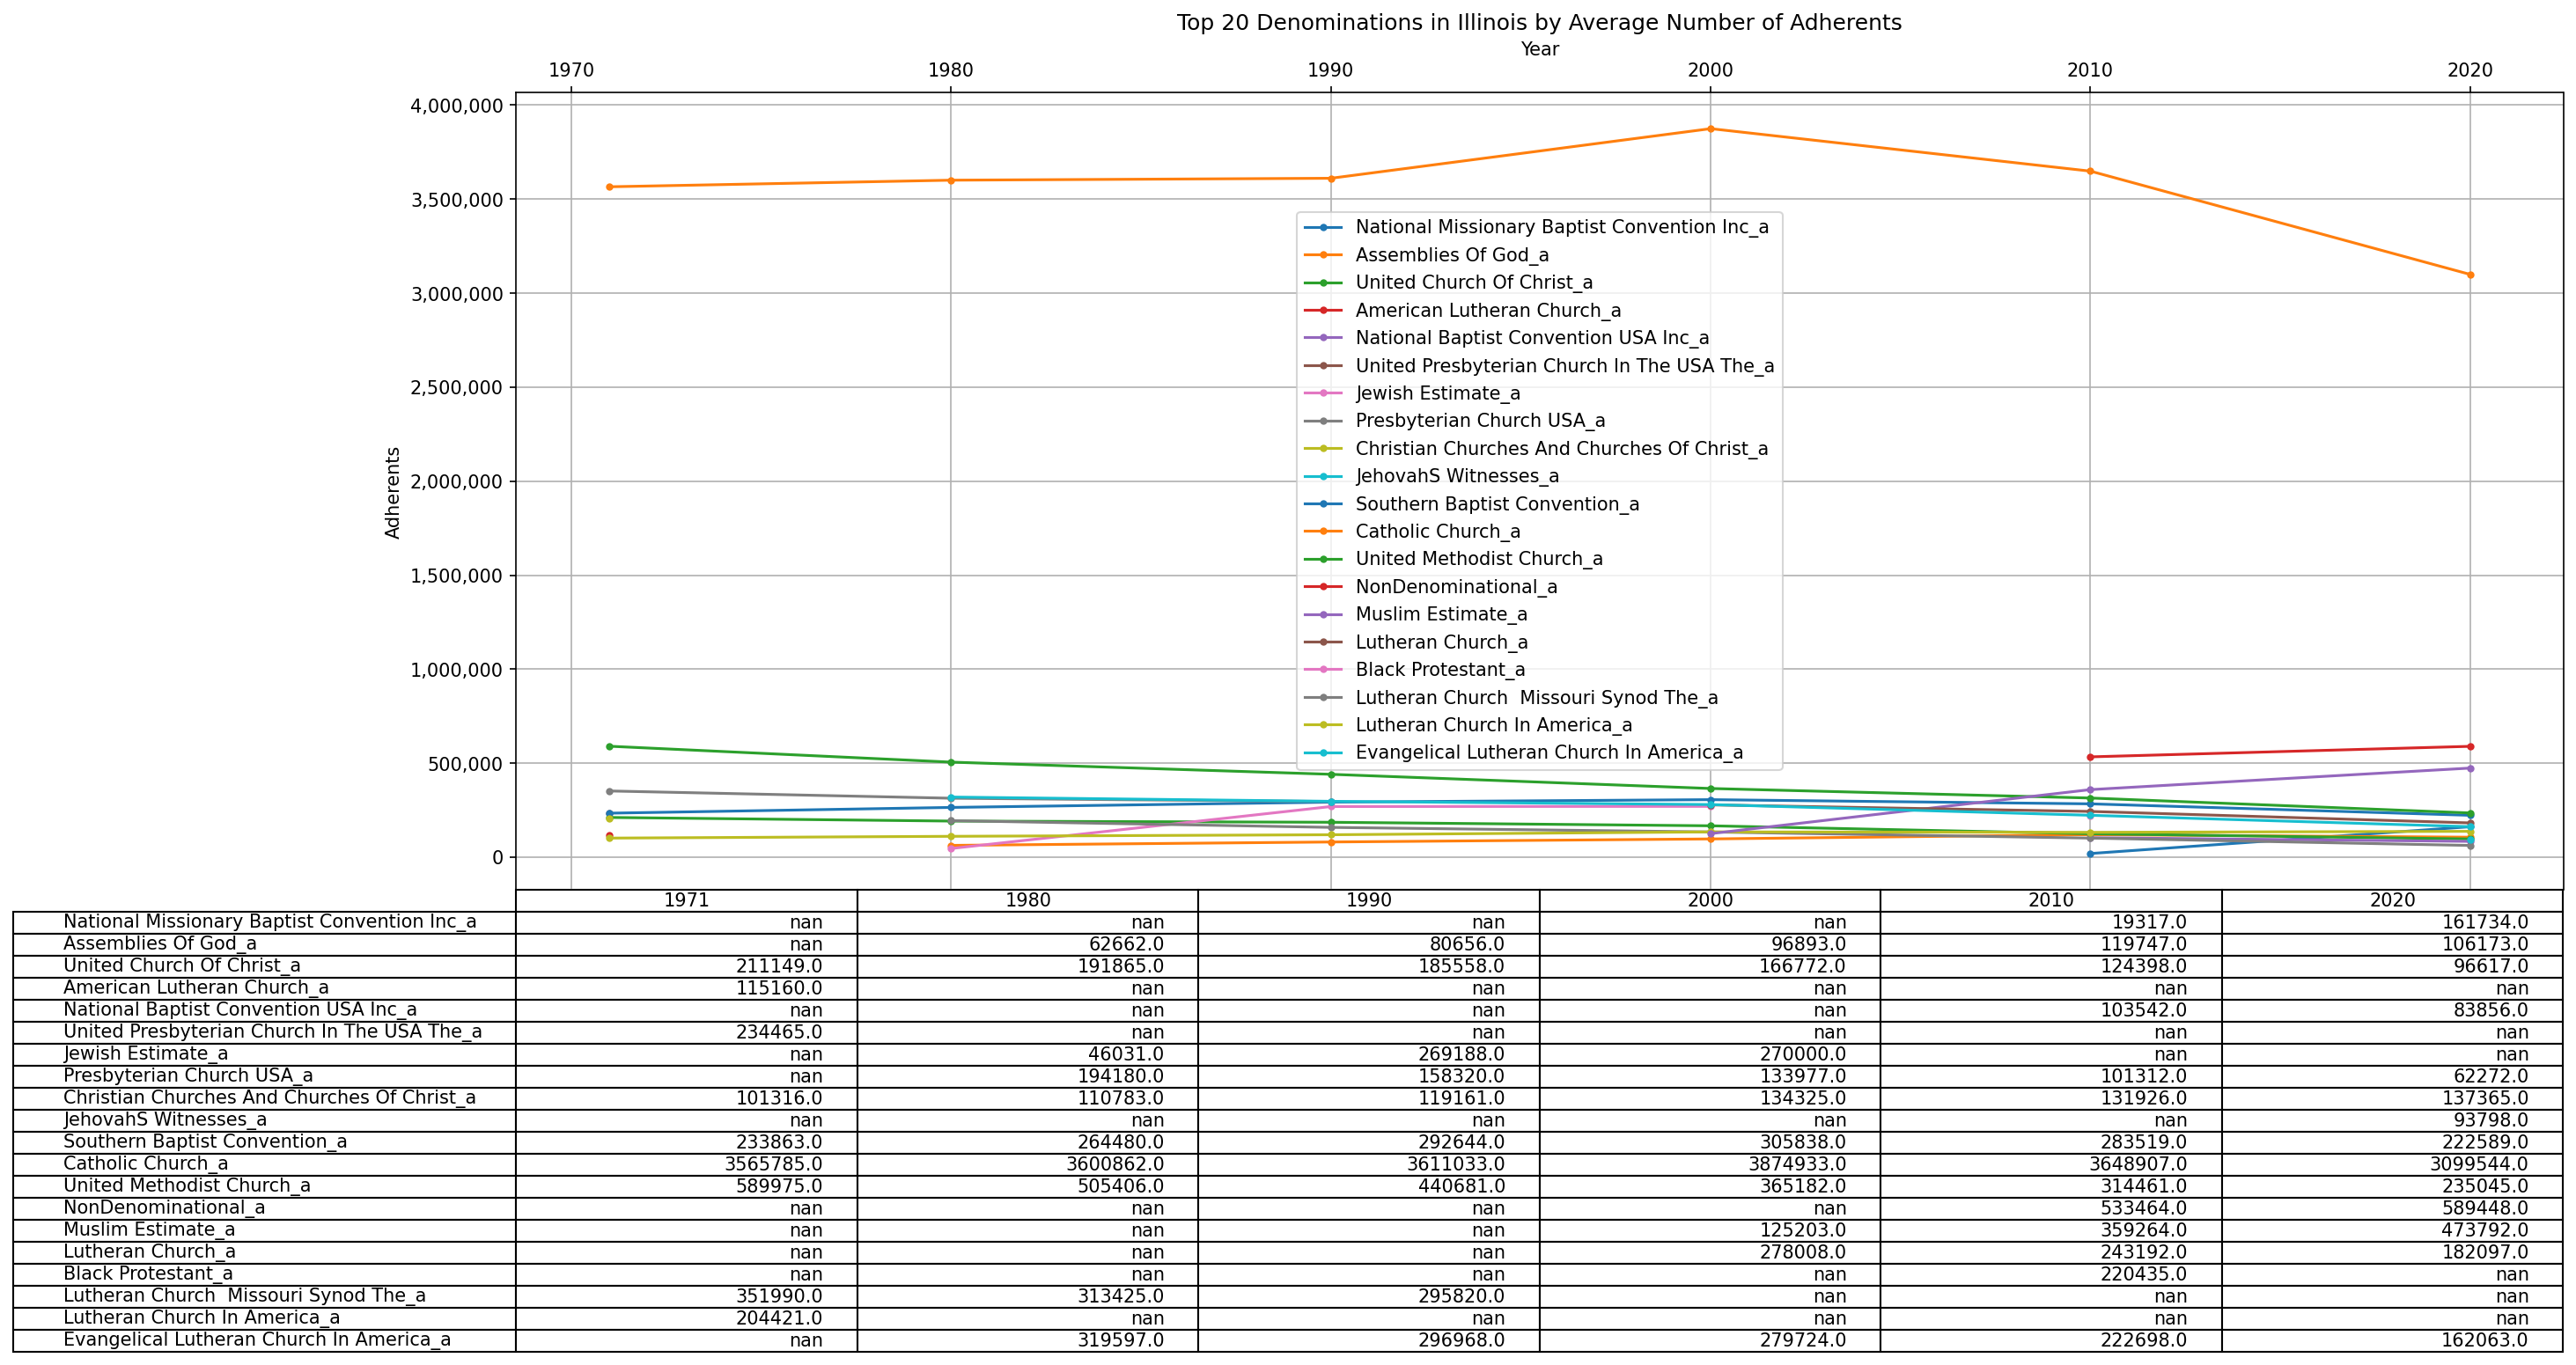 Top 20 Denominations in Illinois by Average Number of Adherents
Year
1970 1980 1990 2000 2010 2020
4,000,000
3,500,000
3,000,000
2,500,000
2,000,000
1,500,000
1,000,000
500,000
0
Adherents
National Missionary Baptist Convention Inc_a
Assemblies Of God_a
United Church Of Christ_a
American Lutheran Church_a
National Baptist Convention USA Inc_a
United Presbyterian Church In The USA The_a
Jewish Estimate_a
Presbyterian Church USA_a
Christian Churches And Churches Of Christ_a
JehovahS Witnesses_a
Southern Baptist Convention_a
Catholic Church_a
United Methodist Church_a
NonDenominational_a
Muslim Estimate_a
Lutheran Church_a
Black Protestant_a
Lutheran Church  Missouri Synod The_a
Lutheran Church In America_a
Evangelical Lutheran Church In America_a
1971 1980 1990 2000 2010 2020
National Missionary Baptist Convention Inc_a nan nan nan nan 19317.0 161734.0
Assemblies Of God_a nan 62662.0 80656.0 96893.0 119747.0 106173.0
United Church Of Christ_a 211149.0 191865.0 185558.0 166772.0 124398.0 96617.0
American Lutheran Church_a 115160.0 nan nan nan nan nan
National Baptist Convention USA Inc_a nan nan nan nan 103542.0 83856.0
United Presbyterian Church In The USA The_a 234465.0 nan nan nan nan nan
Jewish Estimate_a nan 46031.0 269188.0 270000.0 nan nan
Presbyterian Church USA_a nan 194180.0 158320.0 133977.0 101312.0 62272.0
Christian Churches And Churches Of Christ_a 101316.0 110783.0 119161.0 134325.0 131926.0 137365.0
JehovahS Witnesses_a nan nan nan nan nan 93798.0
Southern Baptist Convention_a 233863.0 264480.0 292644.0 305838.0 283519.0 222589.0
Catholic Church_a 3565785.0 3600862.0 3611033.0 3874933.0 3648907.0 3099544.0
United Methodist Church_a 589975.0 505406.0 440681.0 365182.0 314461.0 235045.0
NonDenominational_a nan nan nan nan 533464.0 589448.0
Muslim Estimate_a nan nan nan 125203.0 359264.0 473792.0
Lutheran Church_a nan nan nan 278008.0 243192.0 182097.0
Black Protestant_a nan nan nan nan 220435.0 nan
Lutheran Church  Missouri Synod The_a 351990.0 313425.0 295820.0 nan nan nan
Lutheran Church In America_a 204421.0 nan nan nan nan nan
Evangelical Lutheran Church In America_a nan 319597.0 296968.0 279724.0 222698.0 162063.0